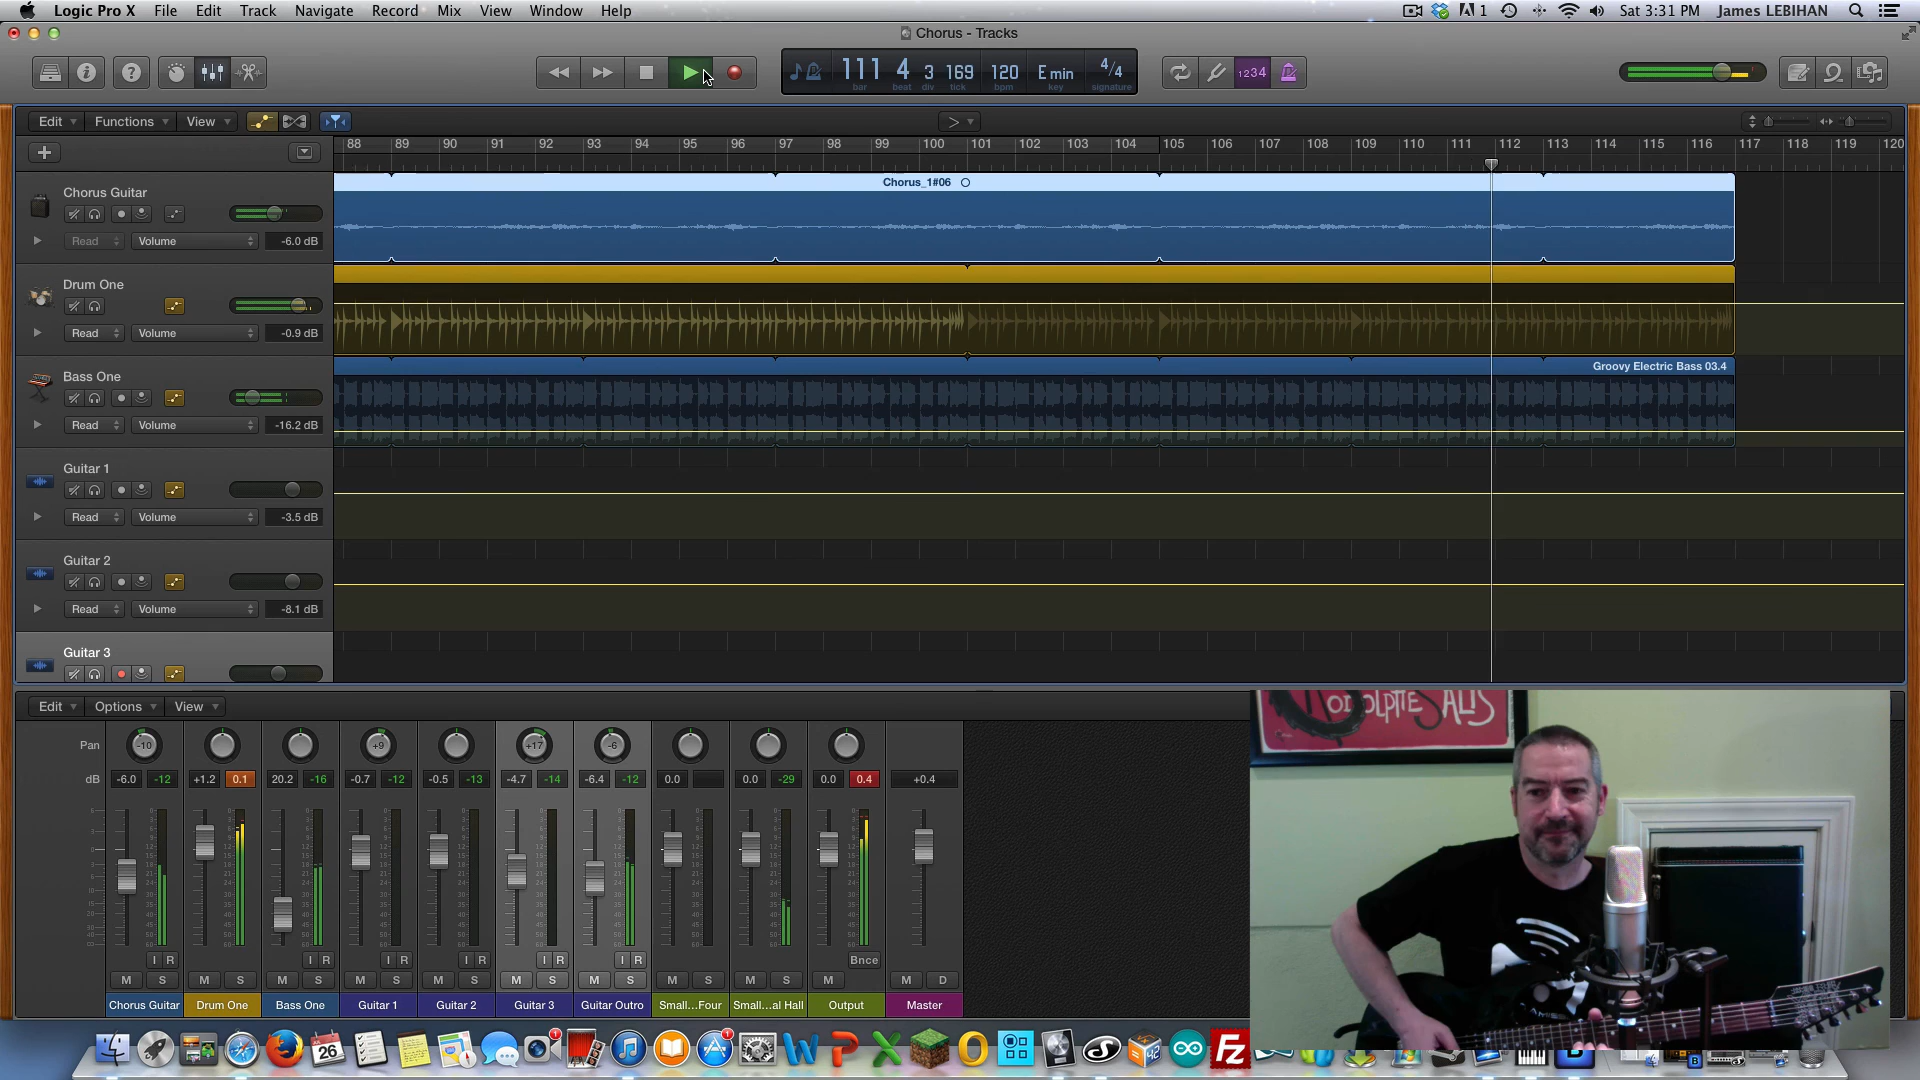 Logic Pro X File Edit Track Navigate Record Mix View Window Help
1 Sat 3:31 PM James LEBIHAN
Chorus - Tracks
111 4 3 169 120 E min 4/4
bar beat div tick bpm key signature
1234
Edit Functions View
88 89 90 91 92 93 94 95 96 97 98 99 100 101 102 103 104 105 106 107 108 109 110 111 112 113 114 115 116 117 118 119 120
Chorus Guitar
Read Volume -6.0 dB
Chorus_1#06
Drum One
Read Volume -0.9 dB
Bass One
Read Volume -16.2 dB
Groovy Electric Bass 03.4
Guitar 1
Read Volume -3.5 dB
Guitar 2
Read Volume -8.1 dB
Guitar 3
Edit Options View
Pan -10 +9 +17 -6
dB -6.0 -12 +1.2 0.1 20.2 -16 -0.7 -12 -0.5 -13 -4.7 -14 -6.4 -12 0.0 0.0 -29 0.0 0.4 +0.4
I R I R I R I R I R I R Bnce
M S M S M S M S M S M S M S M S M S M M D
Chorus Guitar Drum One Bass One Guitar 1 Guitar 2 Guitar 3 Guitar Outro Small...Four Small...al Hall Output Master
SALIS
26